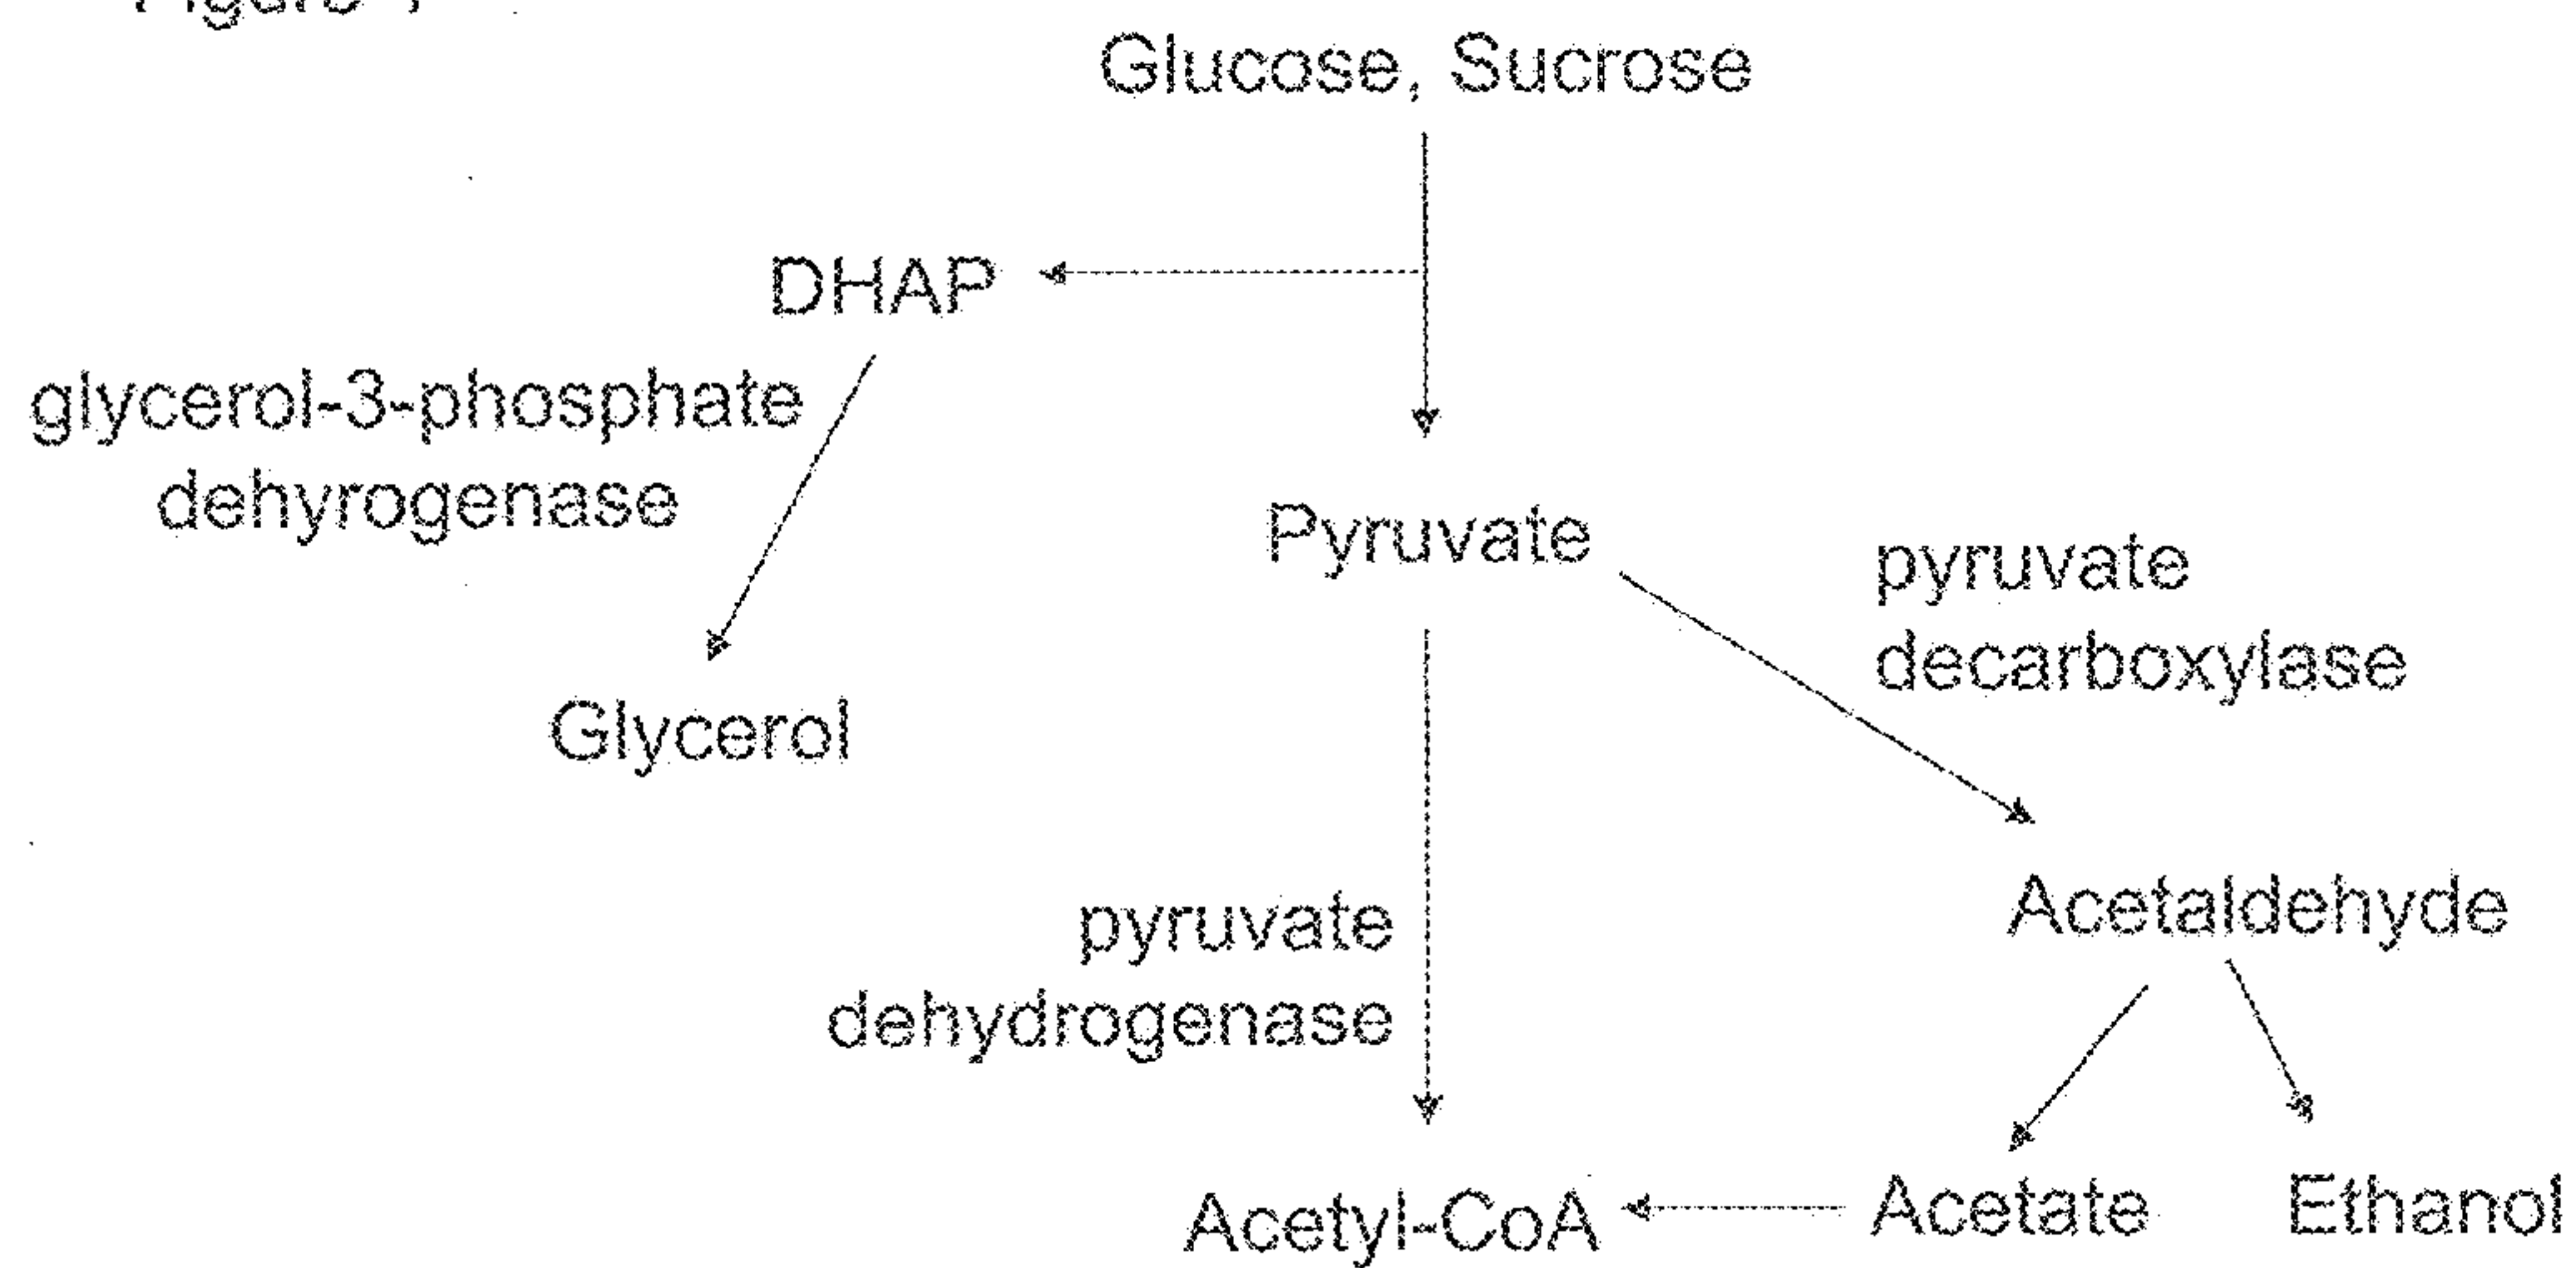 Glucose, Sucrose
DHAP
glycerol-3-phosphate
dehyrogenase
Pyruvate
pyruvate
decarboxylase
Glycerol
Acetaldehyde
pyruvate
dehydrogenase
Acetyl-CoA
Acetate
Ethanol